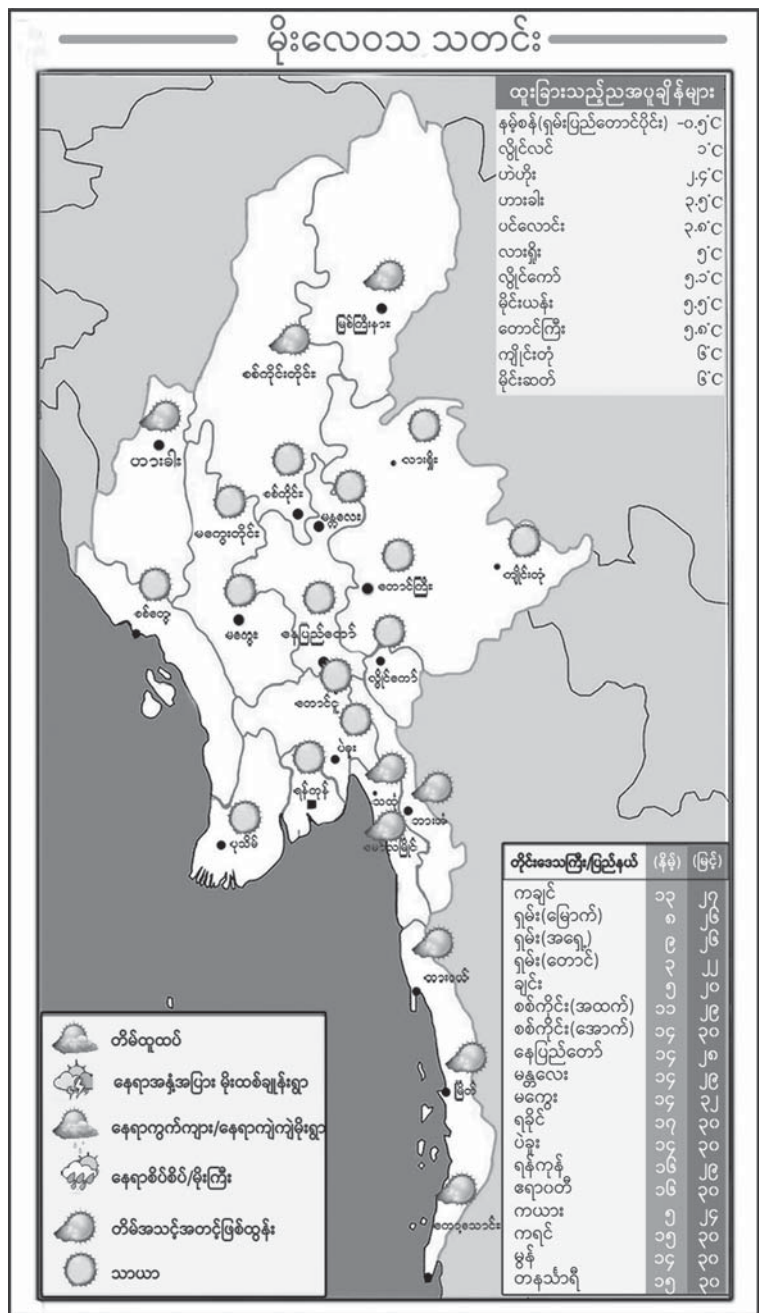 မိုးလေဝသ သတင်း
ထူးခြားသည့်ညအပူချိန်များ
နမ့်စန်(ရှမ်းပြည်တောင်ပိုင်း) -၀.၅°C
လွိုင်လင် ၁°C
ဟဲဟိုး ၂.၄°C
ဟားခါး ၃.၅°C
ပင်လောင်း ၃.၈°C
လားရှိုး ၅°C
လွိုင်ကော် ၅.၁°C
မိုင်းယန်း ၅.၅°C
တောင်ကြီး ၅.၈°C
ကျိုင်းတုံ ၆°C
မိုင်းဆတ် ၆°C
မြစ်ကြီးနား
စစ်ကိုင်းတိုင်း
ဟားခါး
လားရှိုး
စစ်ကိုင်း
မန္တလေး
မကွေးတိုင်း
ကျိုင်းတုံ
တောင်ကြီး
စစ်တွေ
မကွေး
နေပြည်တော်
လွိုင်ကော်
တောင်ငူ
ပဲခူး
ရန်ကုန်
သထုံ
ဘားအံ
ပုသိမ်
မော်လမြိုင်
ထားဝယ်
မြိတ်
ကော့သောင်း
တိုင်းဒေသကြီး/ပြည်နယ် (နိမ့်) (မြင့်)
ကချင် ၁၃ ၂၇
ရှမ်း(မြောက်) ၈ ၂၆
ရှမ်း(အရှေ့) ၉ ၂၆
ရှမ်း(တောင်) ၃ ၂၂
ချင်း ၅ ၂၀
စစ်ကိုင်း(အထက်) ၁၁ ၂၉
စစ်ကိုင်း(အောက်) ၁၄ ၃၀
နေပြည်တော် ၁၄ ၂၈
မန္တလေး ၁၄ ၂၉
မကွေး ၁၄ ၃၂
ရခိုင် ၁၇ ၃၀
ပဲခူး ၁၄ ၃၀
ရန်ကုန် ၁၆ ၂၉
ဧရာဝတီ ၁၆ ၃၀
ကယား ၅ ၂၄
ကရင် ၁၅ ၃၀
မွန် ၁၄ ၃၀
တနင်္သာရီ ၁၅ ၃၀
တိမ်ထူထပ်
နေရာအနှံ့အပြား မိုးထစ်ချုန်းရွာ
နေရာကွက်ကျား/နေရာကျဲကျဲမိုးရွာ
နေရာစိပ်စိပ်/မိုးကြီး
တိမ်အသင့်အတင့်ဖြစ်ထွန်း
သာယာ